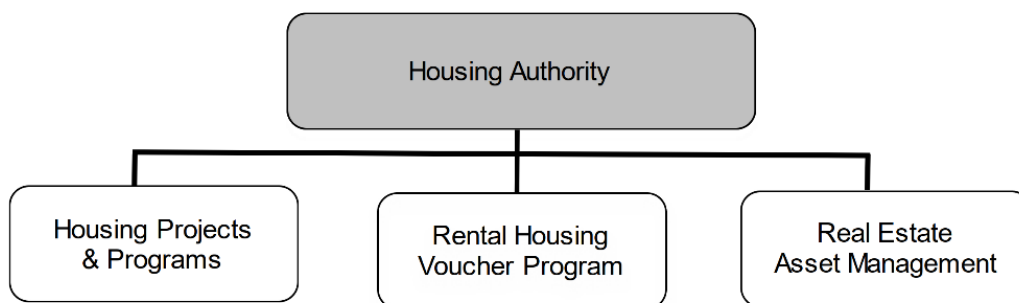 Housing Authority
Housing Projects
& Programs
Rental Housing
Voucher Program
Real Estate
Asset Management